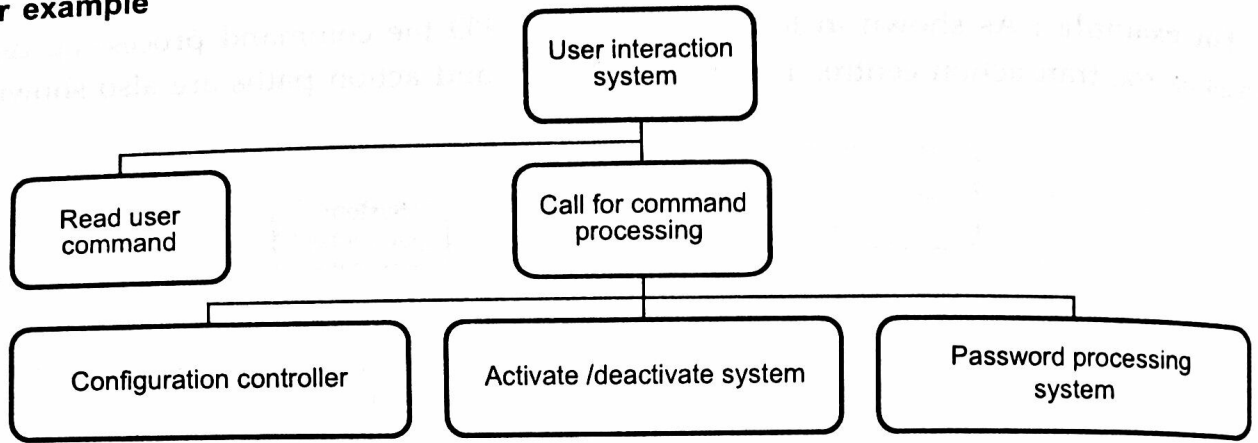 r example
User interaction
system
Read user
command
Call for command
processing
Configuration controller
Activate /deactivate system
Password processing
system